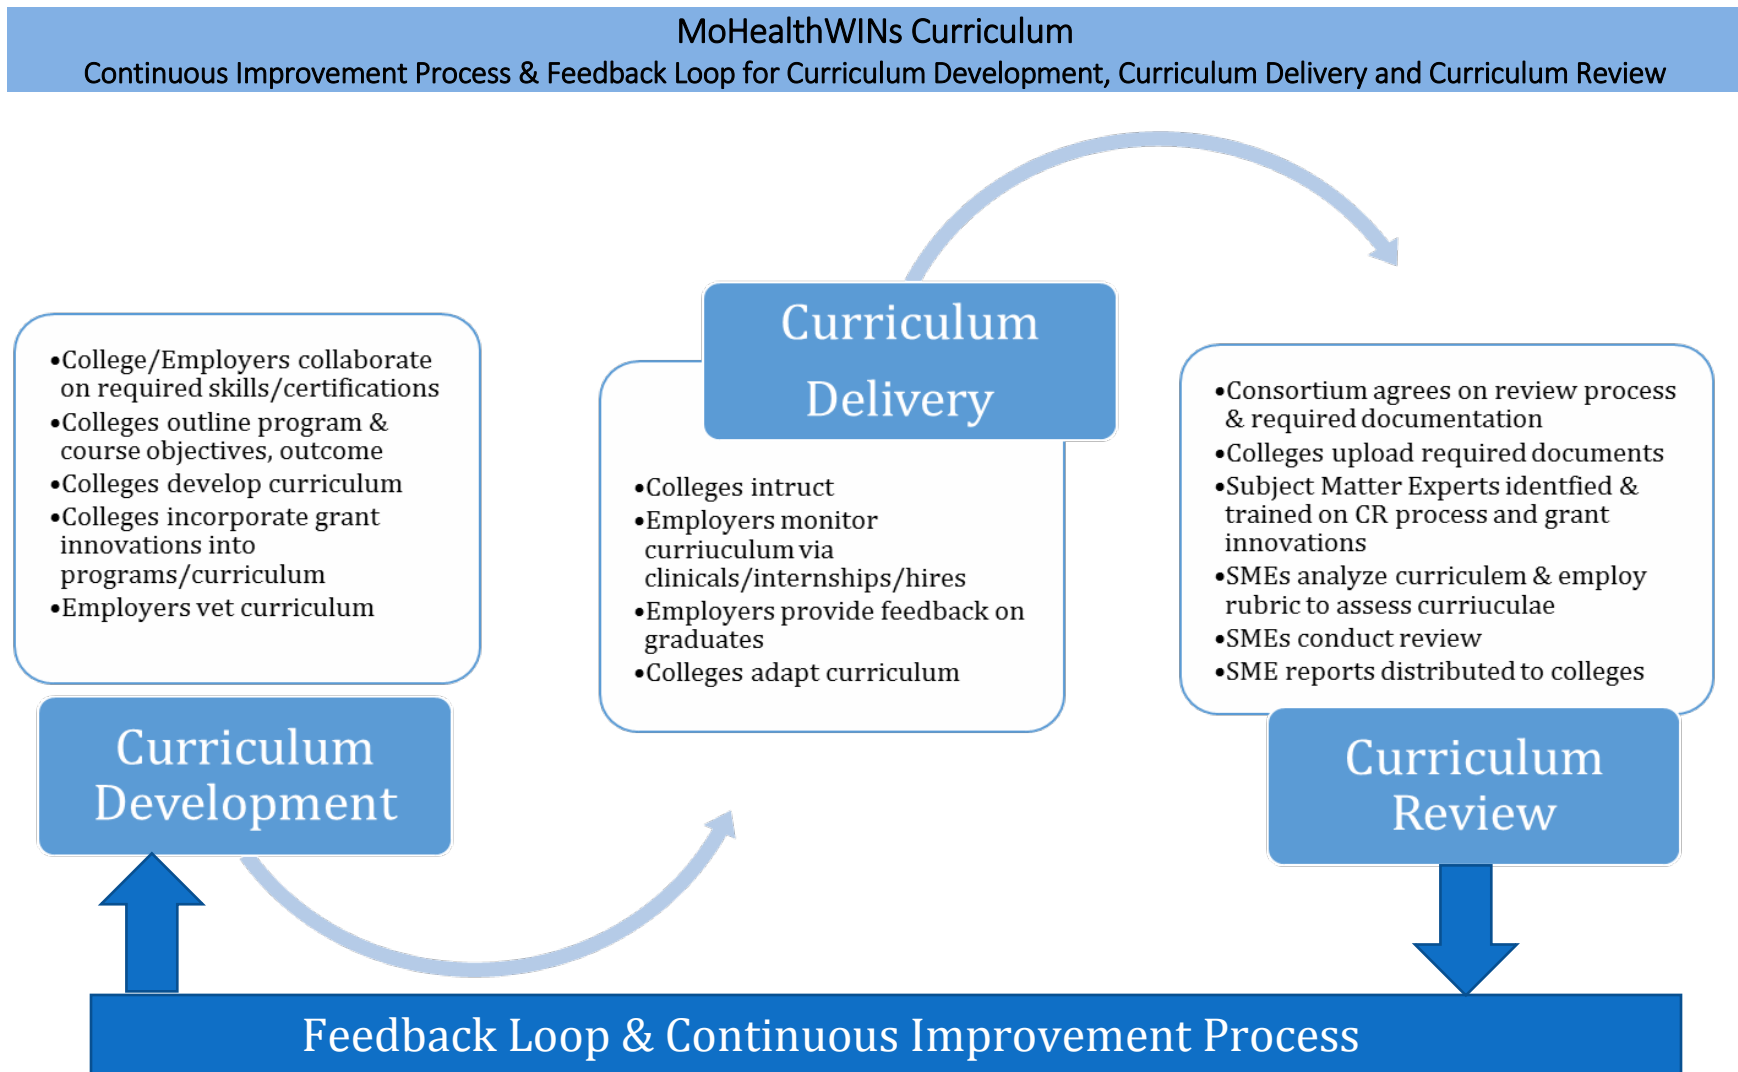 MoHealthWINs Curriculum
Continuous Improvement Process & Feedback Loop for Curriculum Development, Curriculum Delivery and Curriculum Review
•College/Employers collaborate
on required skills/certifications
•Colleges outline program &
course objectives, outcome
•Colleges develop curriculum
•Colleges incorporate grant
innovations into
programs/curriculum
•Employers vet curriculum
Curriculum
Development
Curriculum
Delivery
•Colleges intruct
•Employers monitor
curriuculum via
clinicals/internships/hires
•Employers provide feedback on
graduates
•Colleges adapt curriculum
•Consortium agrees on review process
& required documentation
•Colleges upload required documents
•Subject Matter Experts identfied &
trained on CR process and grant
innovations
•SMEs analyze curriculem & employ
rubric to assess curriuculae
•SMEs conduct review
•SME reports distributed to colleges
Curriculum
Review
Feedback Loop & Continuous Improvement Process